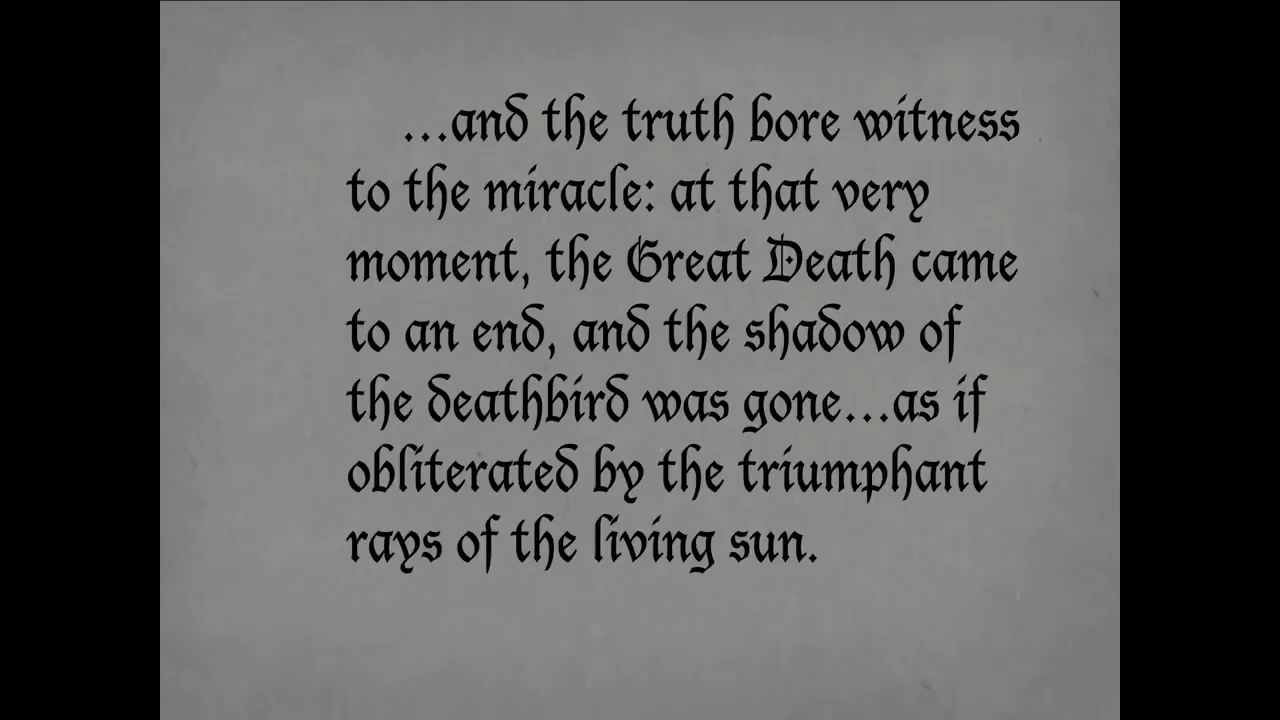 ...and the truth bore witness
to the miracle: at that very
moment, the Great Death came
to an end, and the shadow of
the deathbird was gone...as if
obliterated by the triumphant
rays of the living sun.